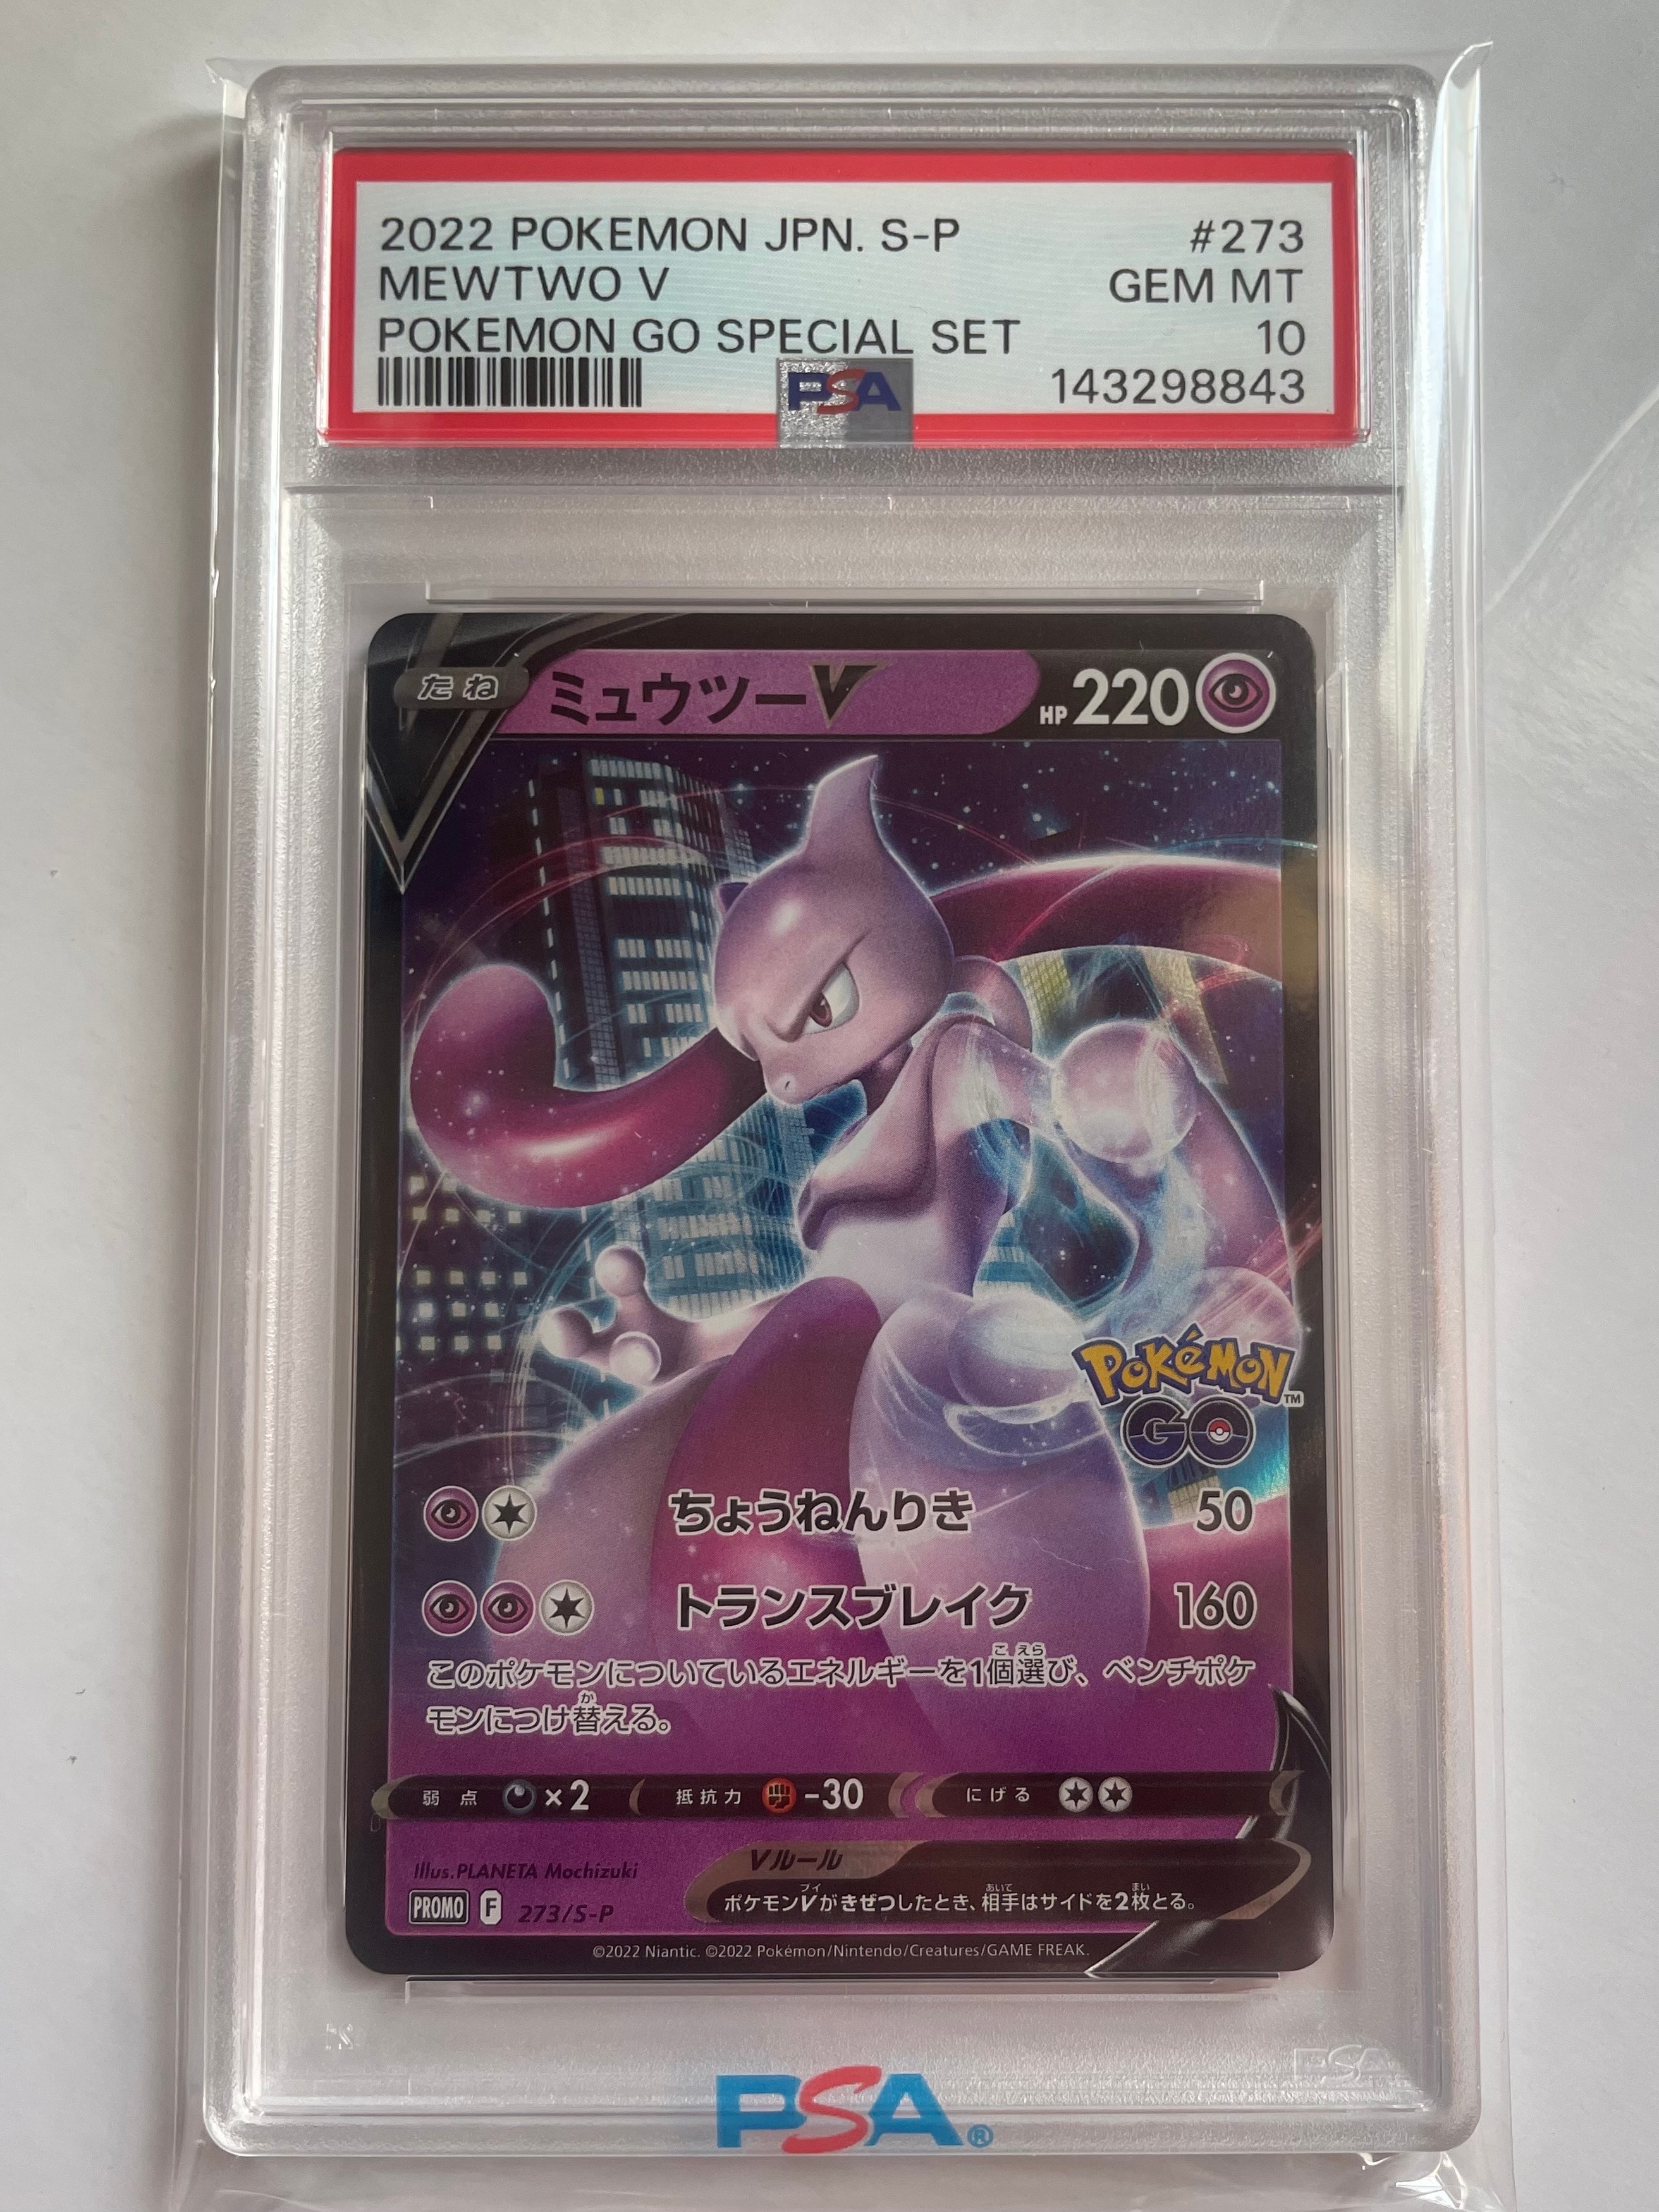 2022 POKEMON JPN. S-P #273
MEWTWO V GEM MT
POKEMON GO SPECIAL SET 10
PSA 143298843
たね ミュウツーV HP 220
Pokémon GO™
ちょうねんりき 50
トランスブレイク 160
このポケモンについているエネルギーを1個選び、ベンチポケ
モンにつけ替える。
弱点 ×2 抵抗力 -30 にげる
Illus.PLANETA Mochizuki
Vルール
PROMO F 273/S-P
ポケモンVがきぜつしたとき、相手はサイドを2枚とる。
©2022 Niantic. ©2022 Pokémon/Nintendo/Creatures/GAME FREAK.
PSA
PSA®